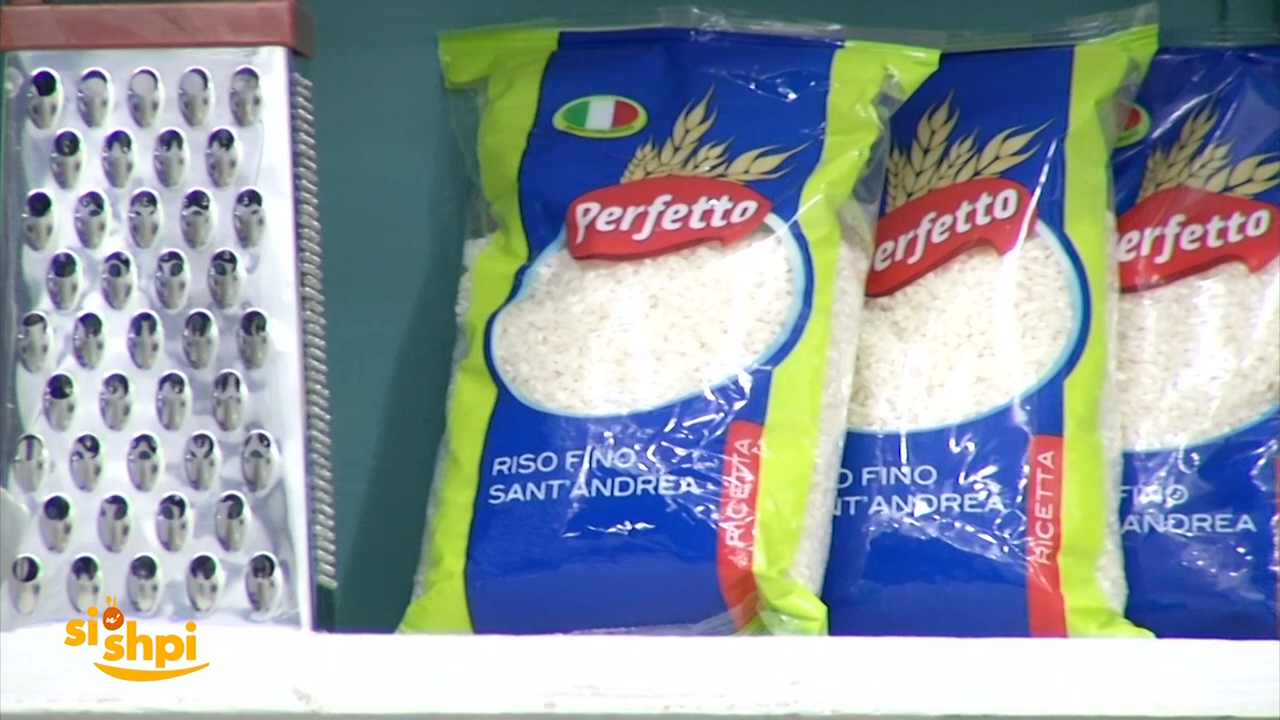 Perfetto
RISO FINO
SANT'ANDREA
RICETTA
erfetto
O FINO
NT'ANDREA
RICETTA
erfetto
FINO
ANDREA
si n' shpi